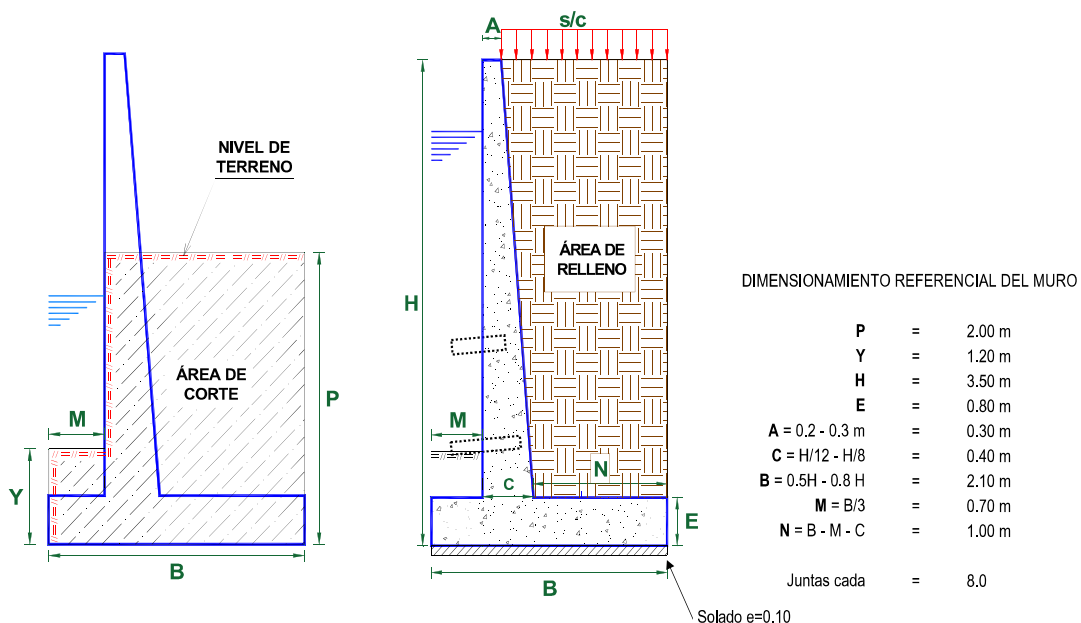 NIVEL DE
TERRENO
ÁREA DE
CORTE
M
Y
P
B
A
s/c
H
ÁREA DE
RELLENO
M
N
C
E
B
Solado e=0.10
DIMENSIONAMIENTO REFERENCIAL DEL MURO
P = 2.00 m
Y = 1.20 m
H = 3.50 m
E = 0.80 m
A = 0.2 - 0.3 m = 0.30 m
C = H/12 - H/8 = 0.40 m
B = 0.5H - 0.8 H = 2.10 m
M = B/3 = 0.70 m
N = B - M - C = 1.00 m
Juntas cada = 8.0